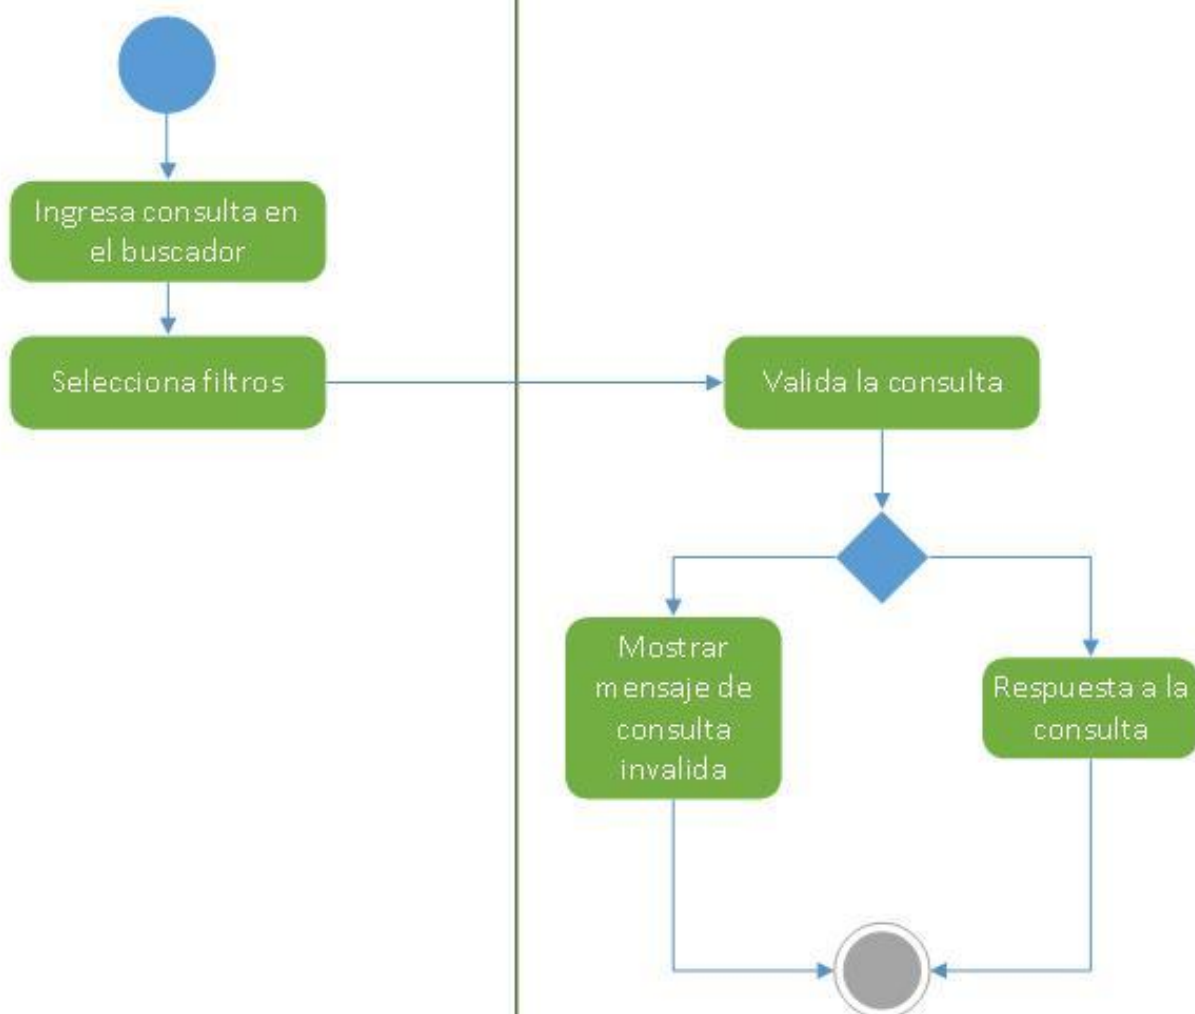 Ingresa consulta en
el buscador
Selecciona filtros
Valida la consulta
Mostrar
mensaje de
consulta
invalida
Respuesta a la
consulta